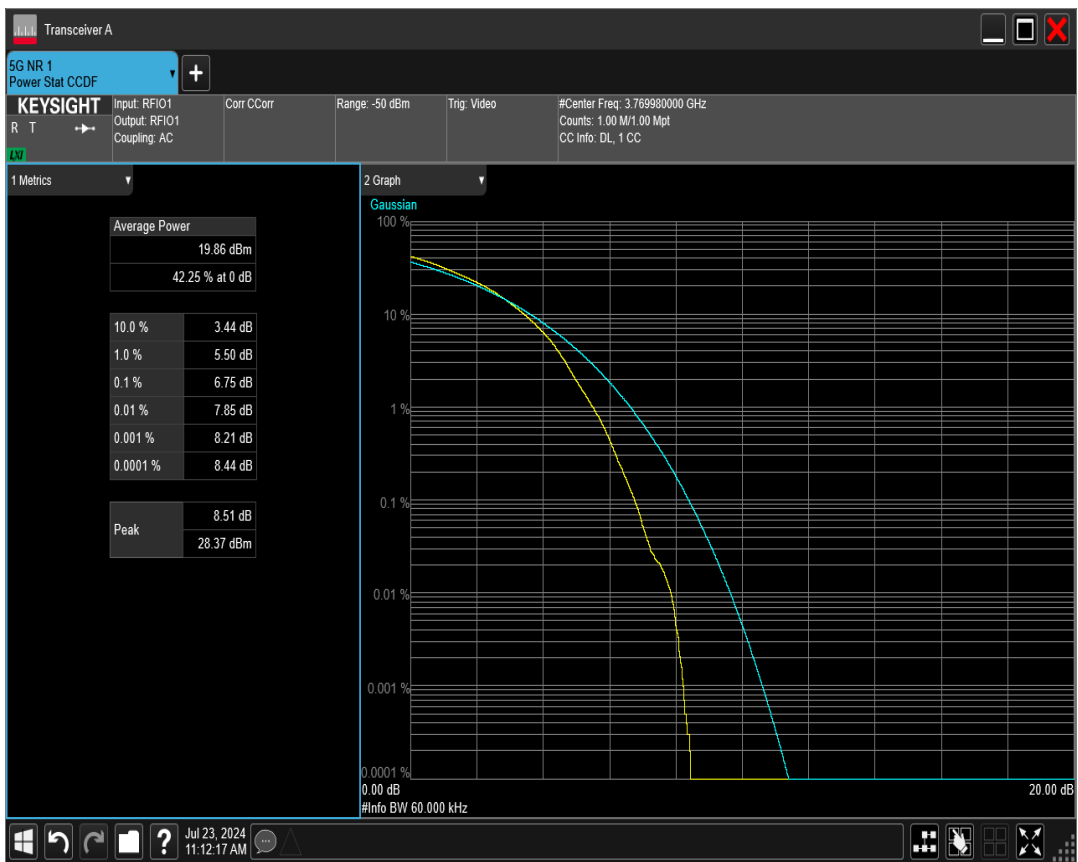 Transceiver A
5G NR 1
Power Stat CCDF
+
KEYSIGHT
R T
LXI
Input: RFIO1
Output: RFIO1
Coupling: AC
Corr CCorr
Range: -50 dBm
Trig: Video
#Center Freq: 3.769980000 GHz
Counts: 1.00 M/1.00 Mpt
CC Info: DL, 1 CC
1 Metrics
Average Power
19.86 dBm
42.25 % at 0 dB
10.0 % 3.44 dB
1.0 % 5.50 dB
0.1 % 6.75 dB
0.01 % 7.85 dB
0.001 % 8.21 dB
0.0001 % 8.44 dB
Peak 8.51 dB
28.37 dBm
2 Graph
Gaussian
100 %
10 %
1 %
0.1 %
0.01 %
0.001 %
0.0001 %
0.00 dB 20.00 dB
#Info BW 60.000 kHz
?
Jul 23, 2024
11:12:17 AM